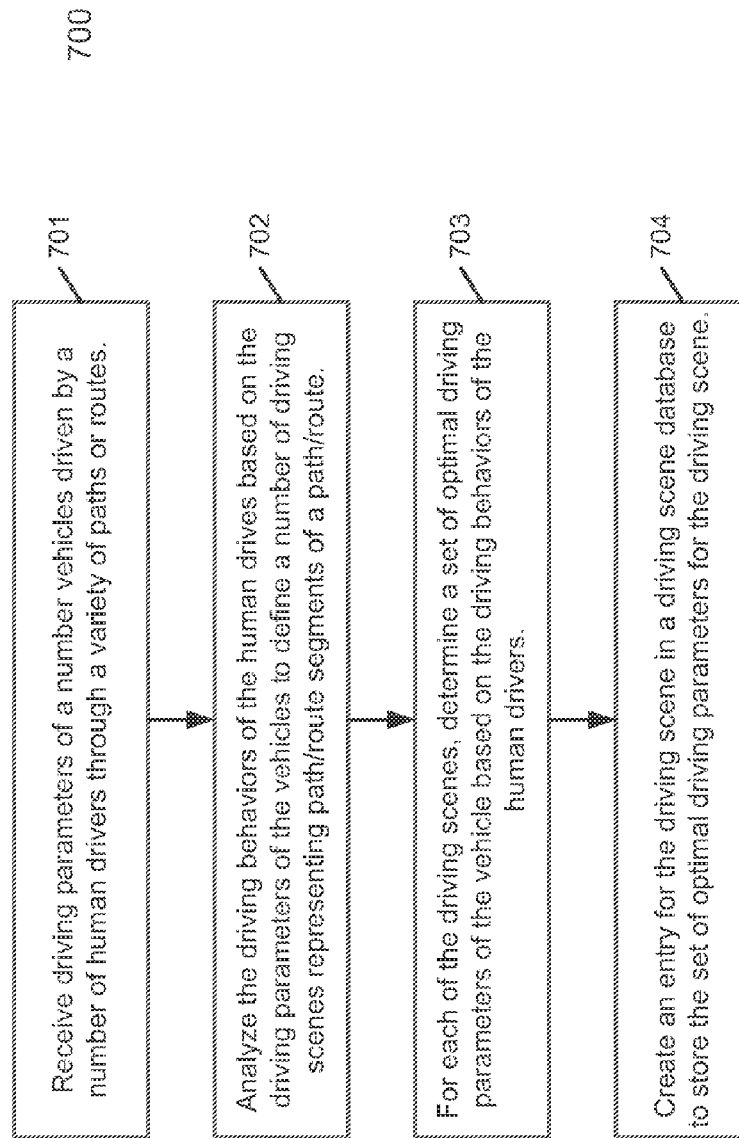 700
Receive driving parameters of a number vehicles driven by a
number of human drivers through a variety of paths or routes.
701
Analyze the driving behaviors of the human drives based on the
driving parameters of the vehicles to define a number of driving
scenes representing path/route segments of a path/route.
702
For each of the driving scenes, determine a set of optimal driving
parameters of the vehicle based on the driving behaviors of the
human drivers.
703
Create an entry for the driving scene in a driving scene database
to store the set of optimal driving parameters for the driving scene.
704